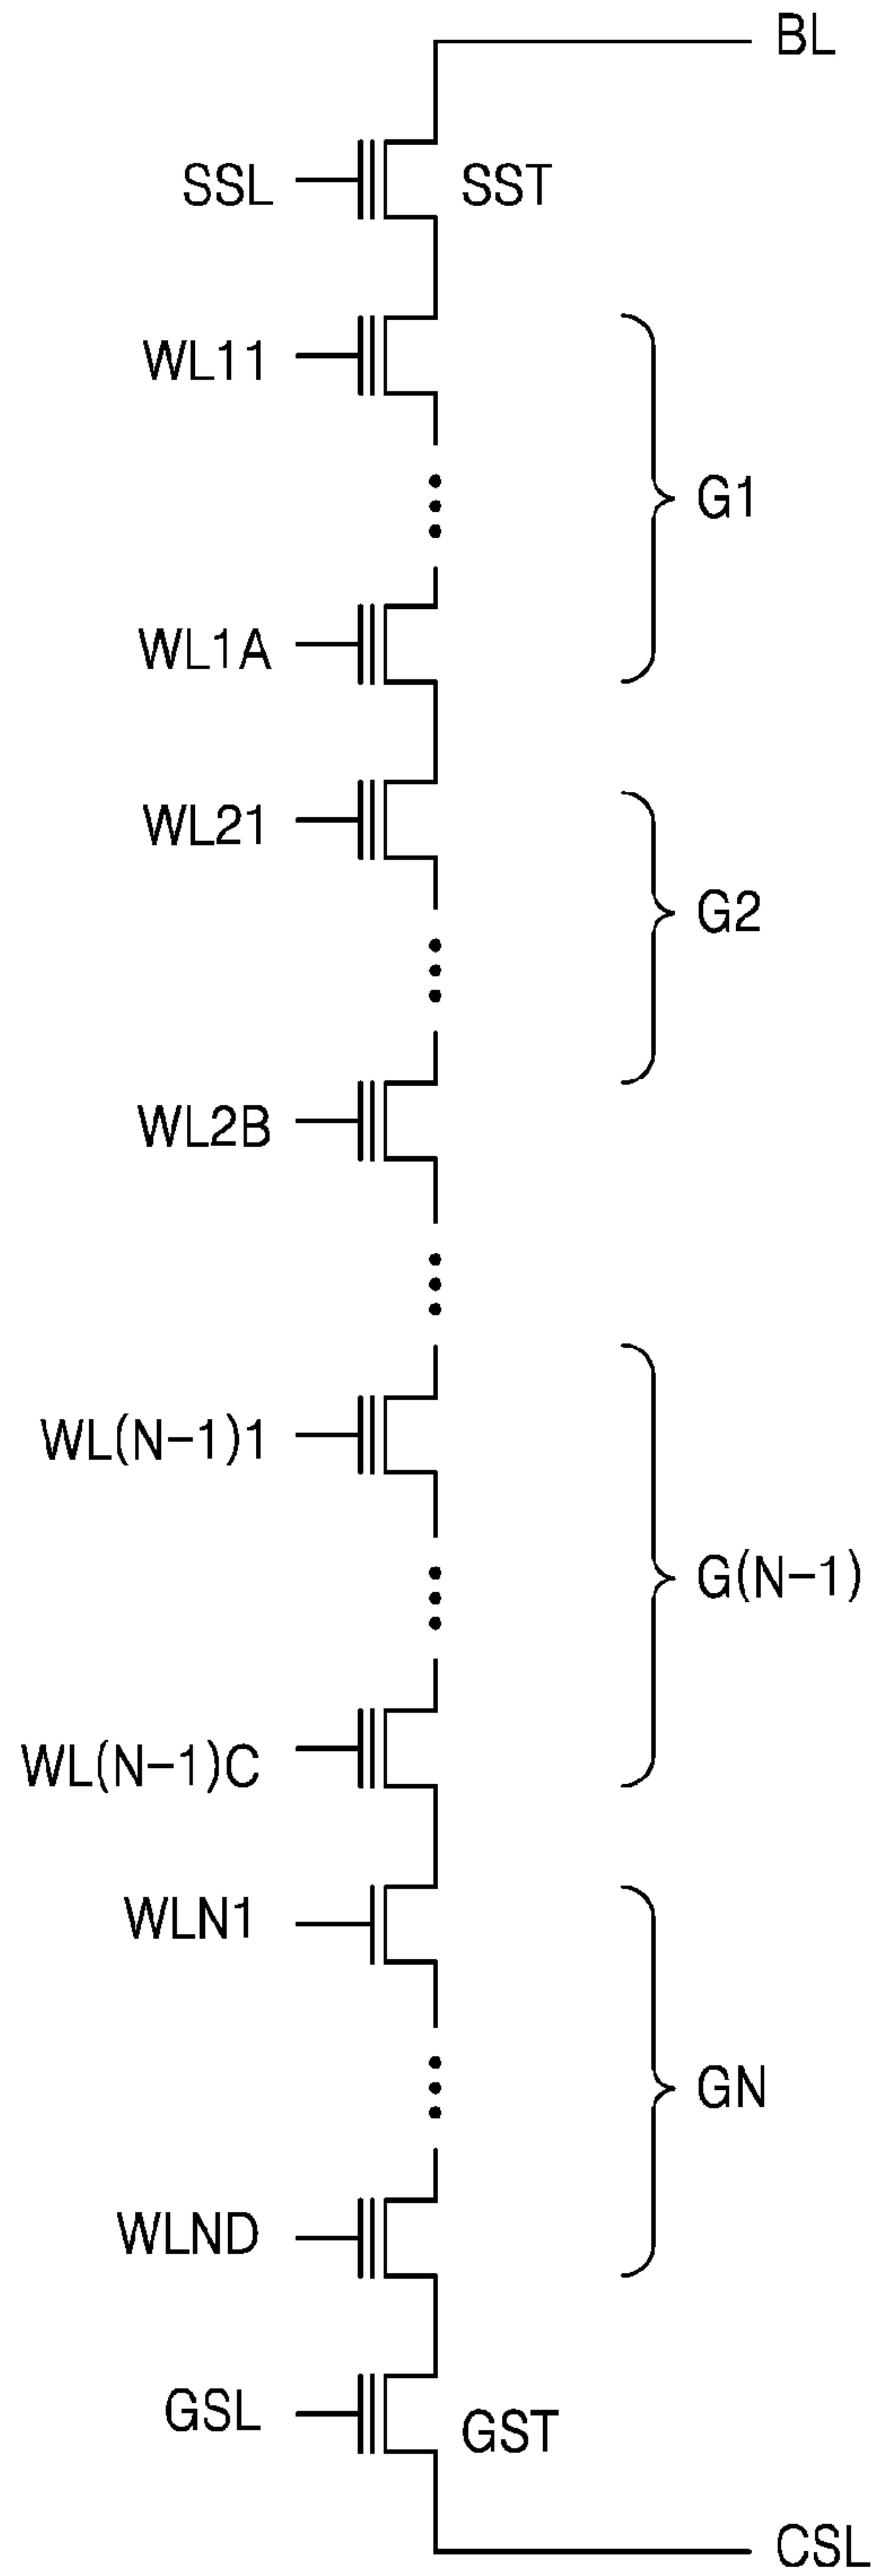 BL
SSL
SST
WL11
G1
WL1A
WL21
G2
WL2B
WL(N-1)1
G(N-1)
WL(N-1)C
WLN1
GN
WLND
GSL
GST
CSL